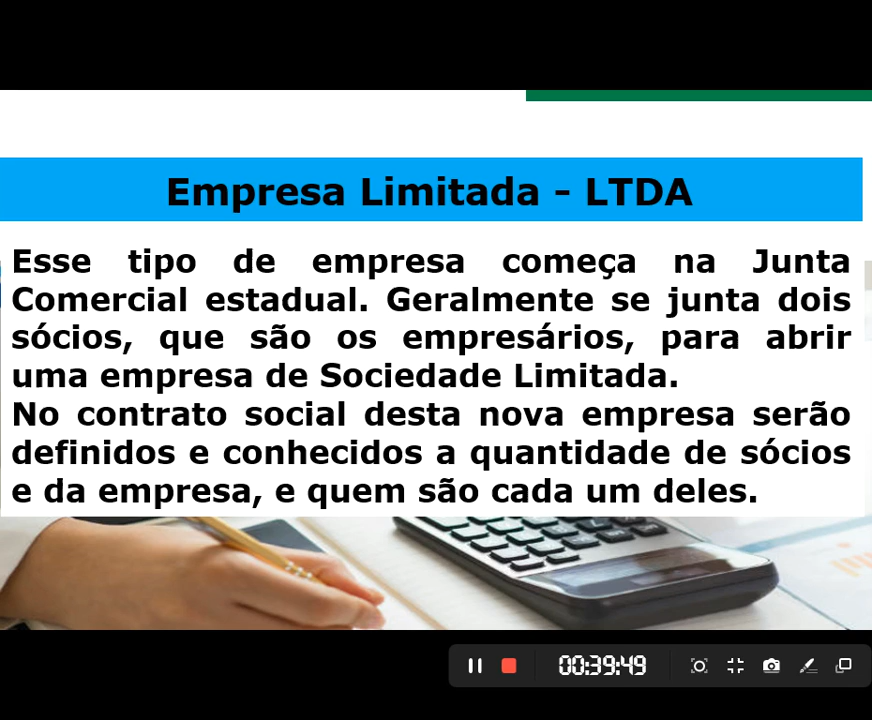 Empresa Limitada – LTDA
Esse tipo de empresa começa na Junta
Comercial estadual. Geralmente se junta dois
sócios, que são os empresários, para abrir
uma empresa de Sociedade Limitada.
No contrato social desta nova empresa serão
definidos e conhecidos a quantidade de sócios
e da empresa, e quem são cada um deles.
00:39:49